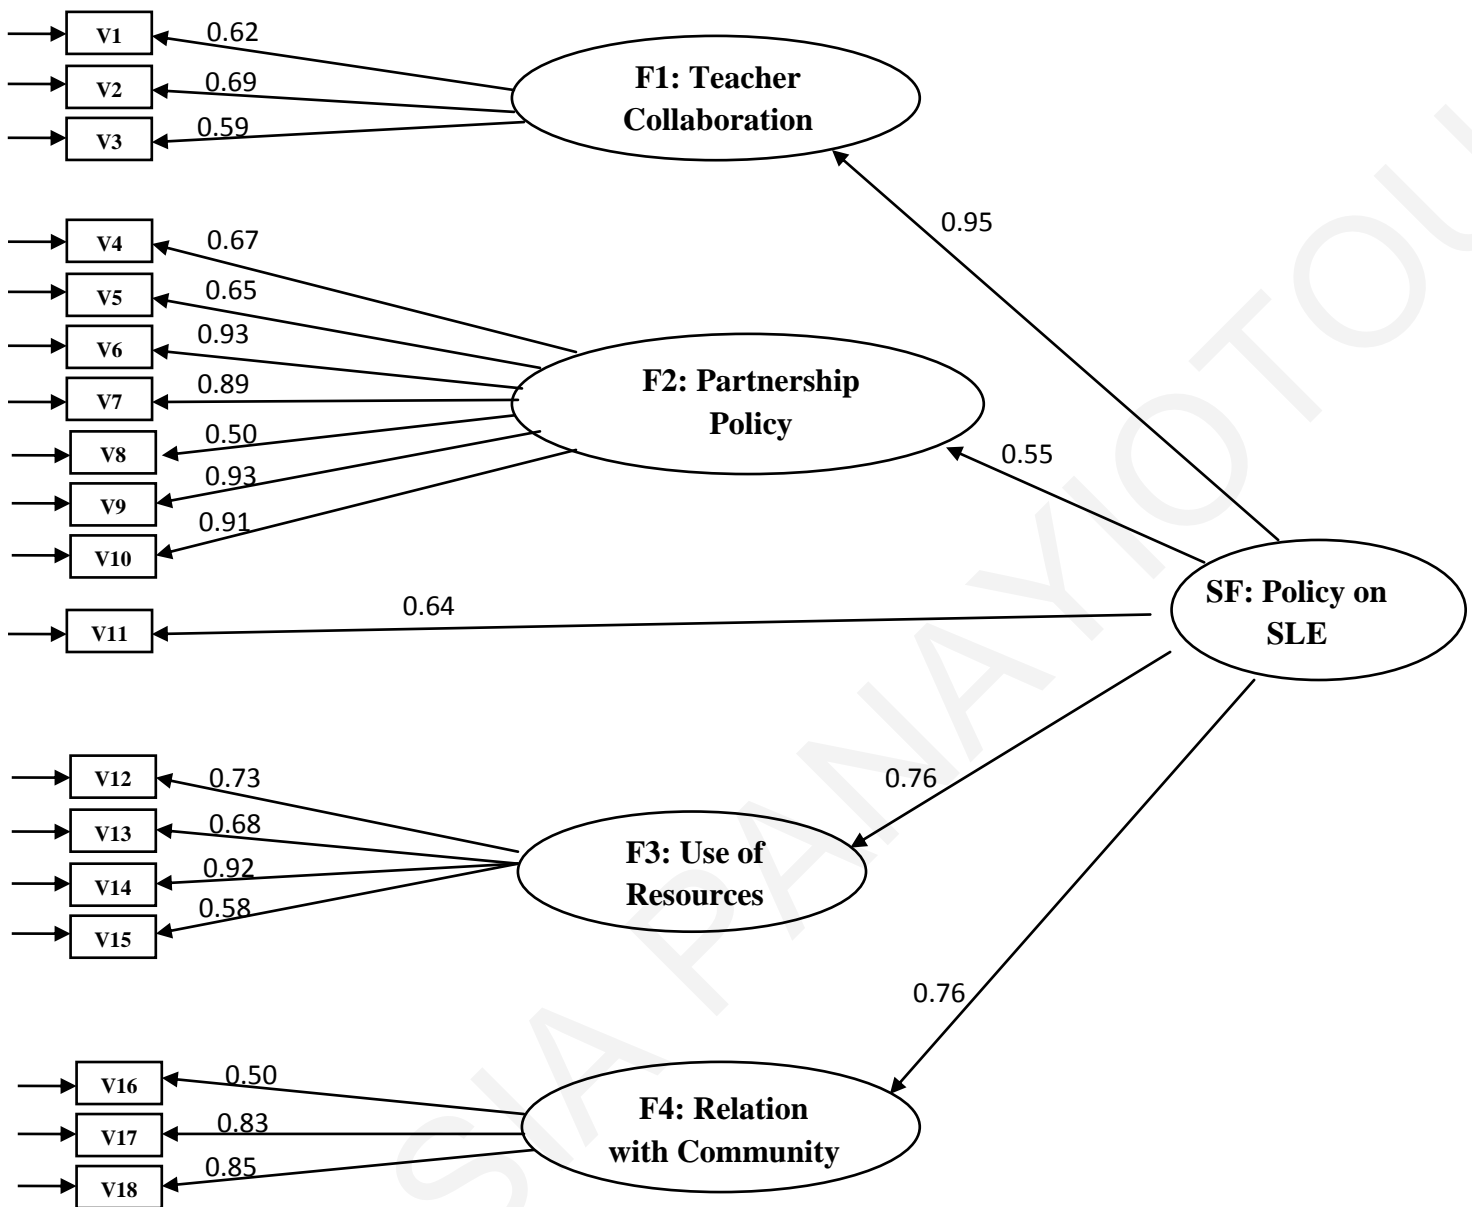 V1
0.62
V2
0.69
V3
0.59
F1: Teacher
Collaboration
0.95
V4
0.67
V5
0.65
V6
0.93
V7
0.89
V8
0.50
V9
0.93
V10
0.91
F2: Partnership
Policy
0.55
V11
0.64
SF: Policy on
SLE
V12
0.73
V13
0.68
V14
0.92
V15
0.58
F3: Use of
Resources
0.76
V16
0.50
V17
0.83
V18
0.85
F4: Relation
with Community
0.76
SIA PANAYIOTOU